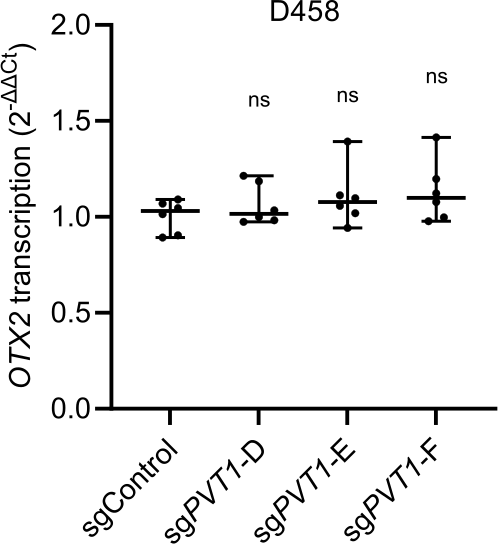 D458
OTX2 transcription (2-ΔΔCt)
2.0
1.5
1.0
0.5
0.0
ns
ns
ns
sgControl
sgPVT1-D
sgPVT1-E
sgPVT1-F